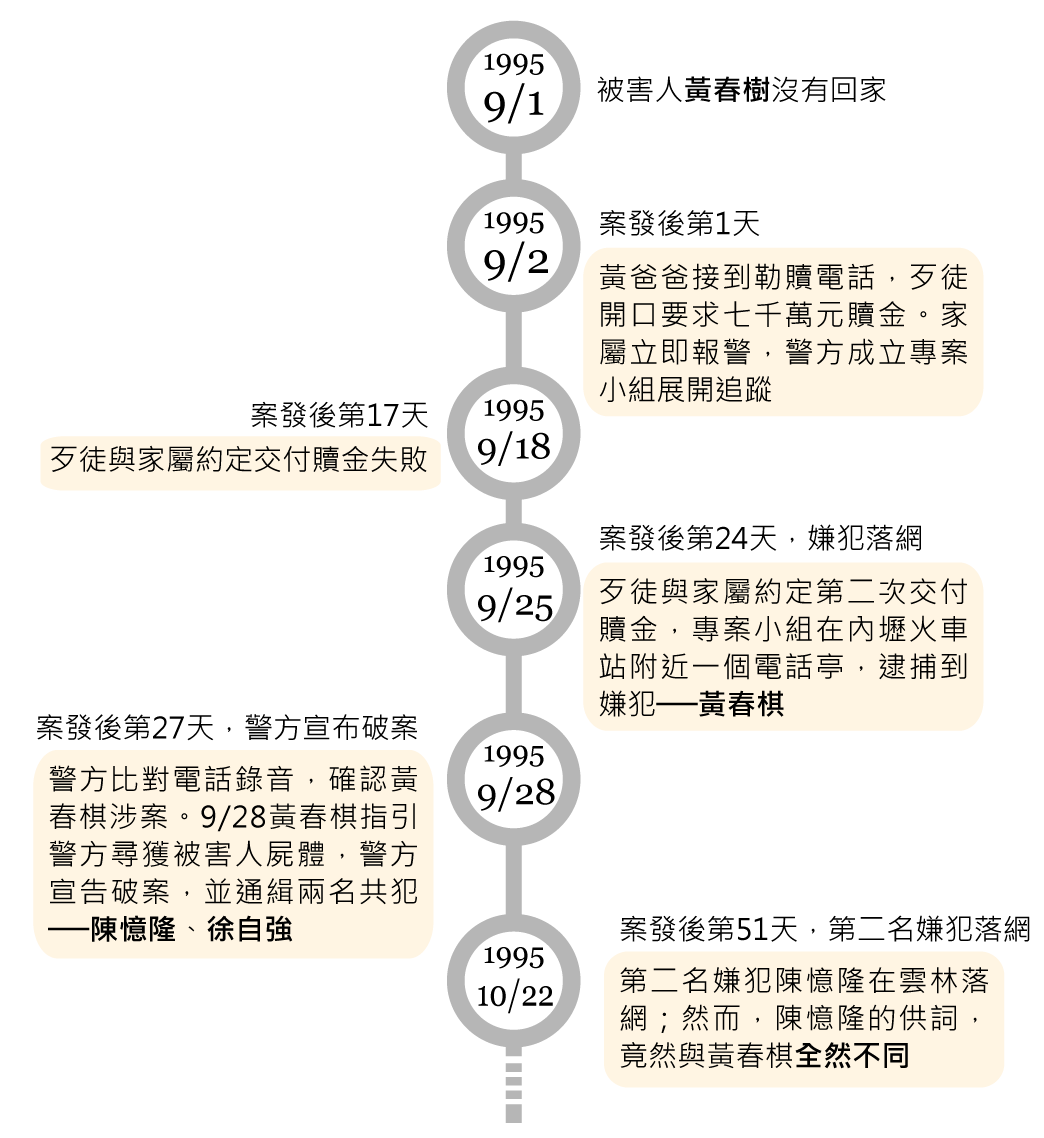 1995
9/1
被害人黃春樹沒有回家
1995
9/2
案發後第1天
黃爸爸接到勒贖電話，歹徒
開口要求七千萬元贖金。家
屬立即報警，警方成立專案
小組展開追蹤
1995
9/18
案發後第17天
歹徒與家屬約定交付贖金失敗
1995
9/25
案發後第24天，嫌犯落網
歹徒與家屬約定第二次交付
贖金，專案小組在內壢火車
站附近一個電話亭，逮捕到
嫌犯──黃春棋
1995
9/28
案發後第27天，警方宣布破案
警方比對電話錄音，確認黃
春棋涉案。9/28黃春棋指引
警方尋獲被害人屍體，警方
宣告破案，並通緝兩名共犯
──陳憶隆、徐自強
1995
10/22
案發後第51天，第二名嫌犯落網
第二名嫌犯陳憶隆在雲林落
網；然而，陳憶隆的供詞，
竟然與黃春棋全然不同